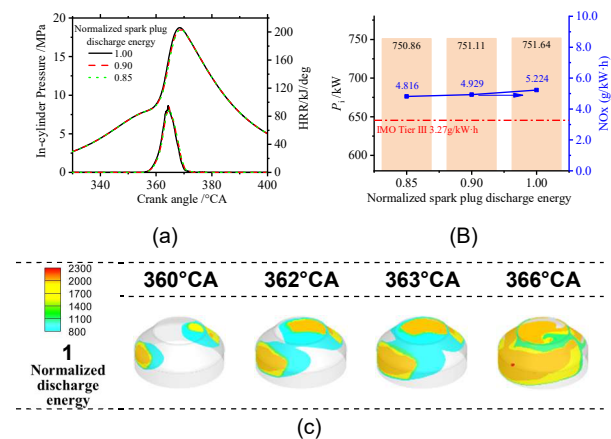 Normalized spark plug
discharge energy
1.00
0.90
0.85
In-cylinder Pressure /MPa
20
15
10
5
0
HRR/kJ/deg
200
150
100
50
0
340
360
380
400
Crank angle /°CA
(a)
750.86
751.11
751.64
4.816
4.929
5.224
IMO Tier III 3.27g/kW·h
Pi /kW
800
750
700
650
600
NOx (g/kW·h)
10.0
8.0
6.0
4.0
2.0
0.0
0.85
0.90
1.00
Normalized spark plug discharge energy
(B)
360°CA
362°CA
363°CA
366°CA
2300
2000
1700
1400
1100
800
1
Normalized
discharge
energy
(c)